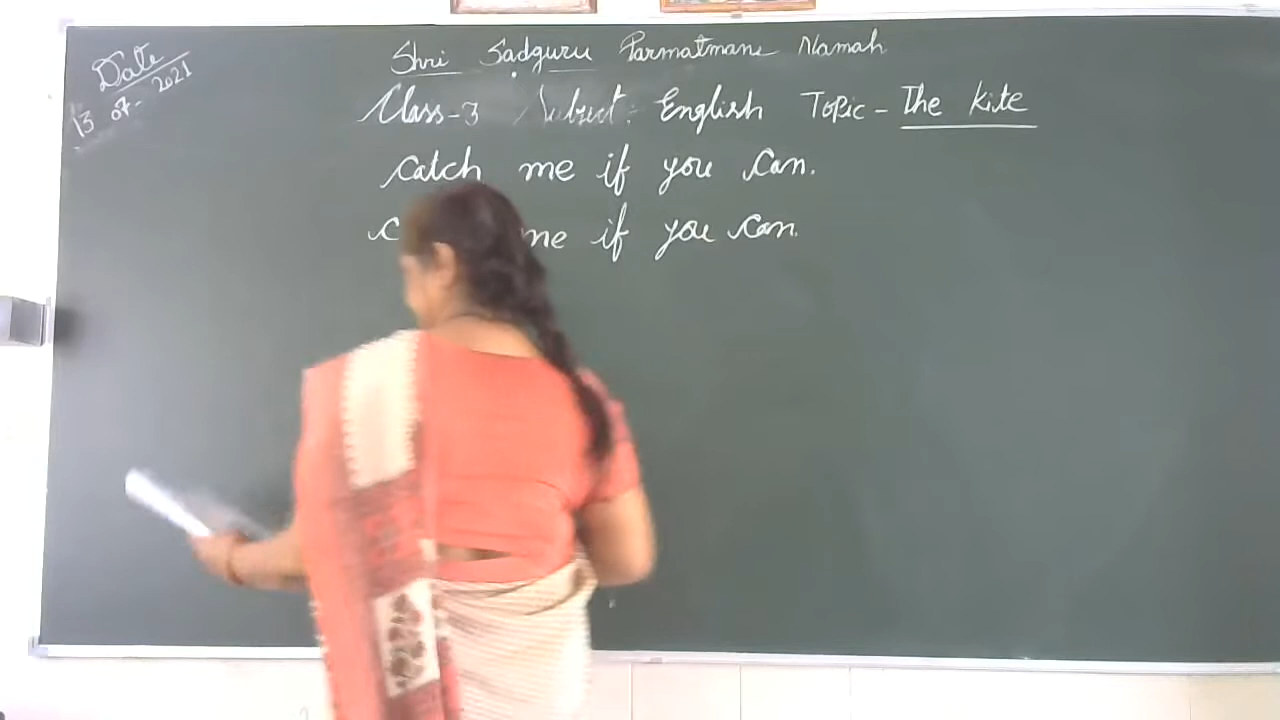 Date
13 07- 2021
Shri Sadguru Parmatmane Namah
Class-3 Subject: English Topic - The kite
Catch me if you can.
me if you can.